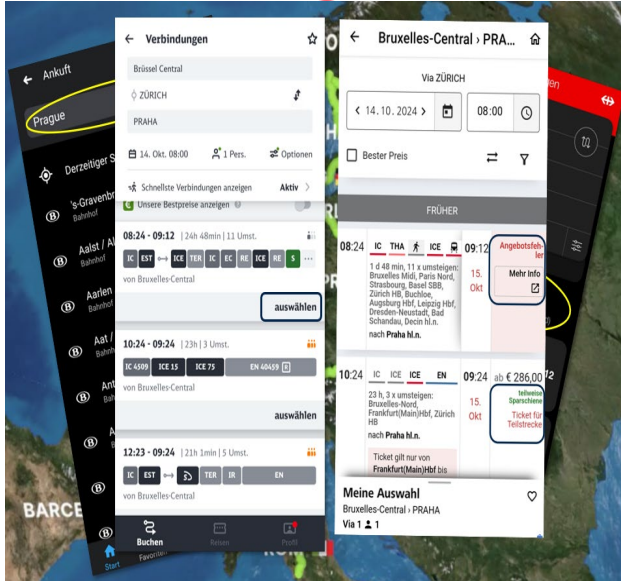 Ankuft
Prague
Derzeitiger S
's-Gravenbr
Bahnhof
Aalst / Al
Bahnhof
Aarlen
Bahnhof
Aat /
Bahnh
Ant
Bah
A
B
Start
Favoriten
BARCE
Verbindungen
Brüssel Central
ZÜRICH
PRAHA
14. Okt. 08:00 1 Pers. Optionen
Schnellste Verbindungen anzeigen Aktiv
Unsere Bestpreise anzeigen
08:24 - 09:12 | 24h 48min | 11 Umst.
IC EST ICE TER IC EC RE ICE RE S ...
von Bruxelles-Central
auswählen
10:24 - 09:24 | 23h | 3 Umst.
IC 4509 ICE 15 ICE 75 EN 40459 R
von Bruxelles-Central
auswählen
12:23 - 09:24 | 21h 1min | 5 Umst.
IC EST TER IR EN
von Bruxelles-Central
Buchen Reisen Profil
Bruxelles-Central › PRA...
Via ZÜRICH
14.10.2024 08:00
Bester Preis
FRÜHER
08:24 IC THA ICE 09:12
15. Okt
Angebotsfeh-
ler
Mehr Info
1 d 48 min, 11 x umsteigen:
Bruxelles Midi, Paris Nord,
Strasbourg, Basel SBB,
Zürich HB, Buchloe,
Augsburg Hbf, Leipzig Hbf,
Dresden-Neustadt, Bad
Schandau, Decin hl.n.
nach Praha hl.n.
10:24 IC ICE ICE EN 09:24 ab € 286,00
15. Okt
teilweise
Sparschiene
Ticket für
Teilstrecke
23 h, 3 x umsteigen:
Bruxelles-Nord,
Frankfurt(Main)Hbf, Zürich
HB
nach Praha hl.n.
Ticket gilt nur von
Frankfurt(Main)Hbf bis
Meine Auswahl
Bruxelles-Central › PRAHA
Via 1 1
en
12